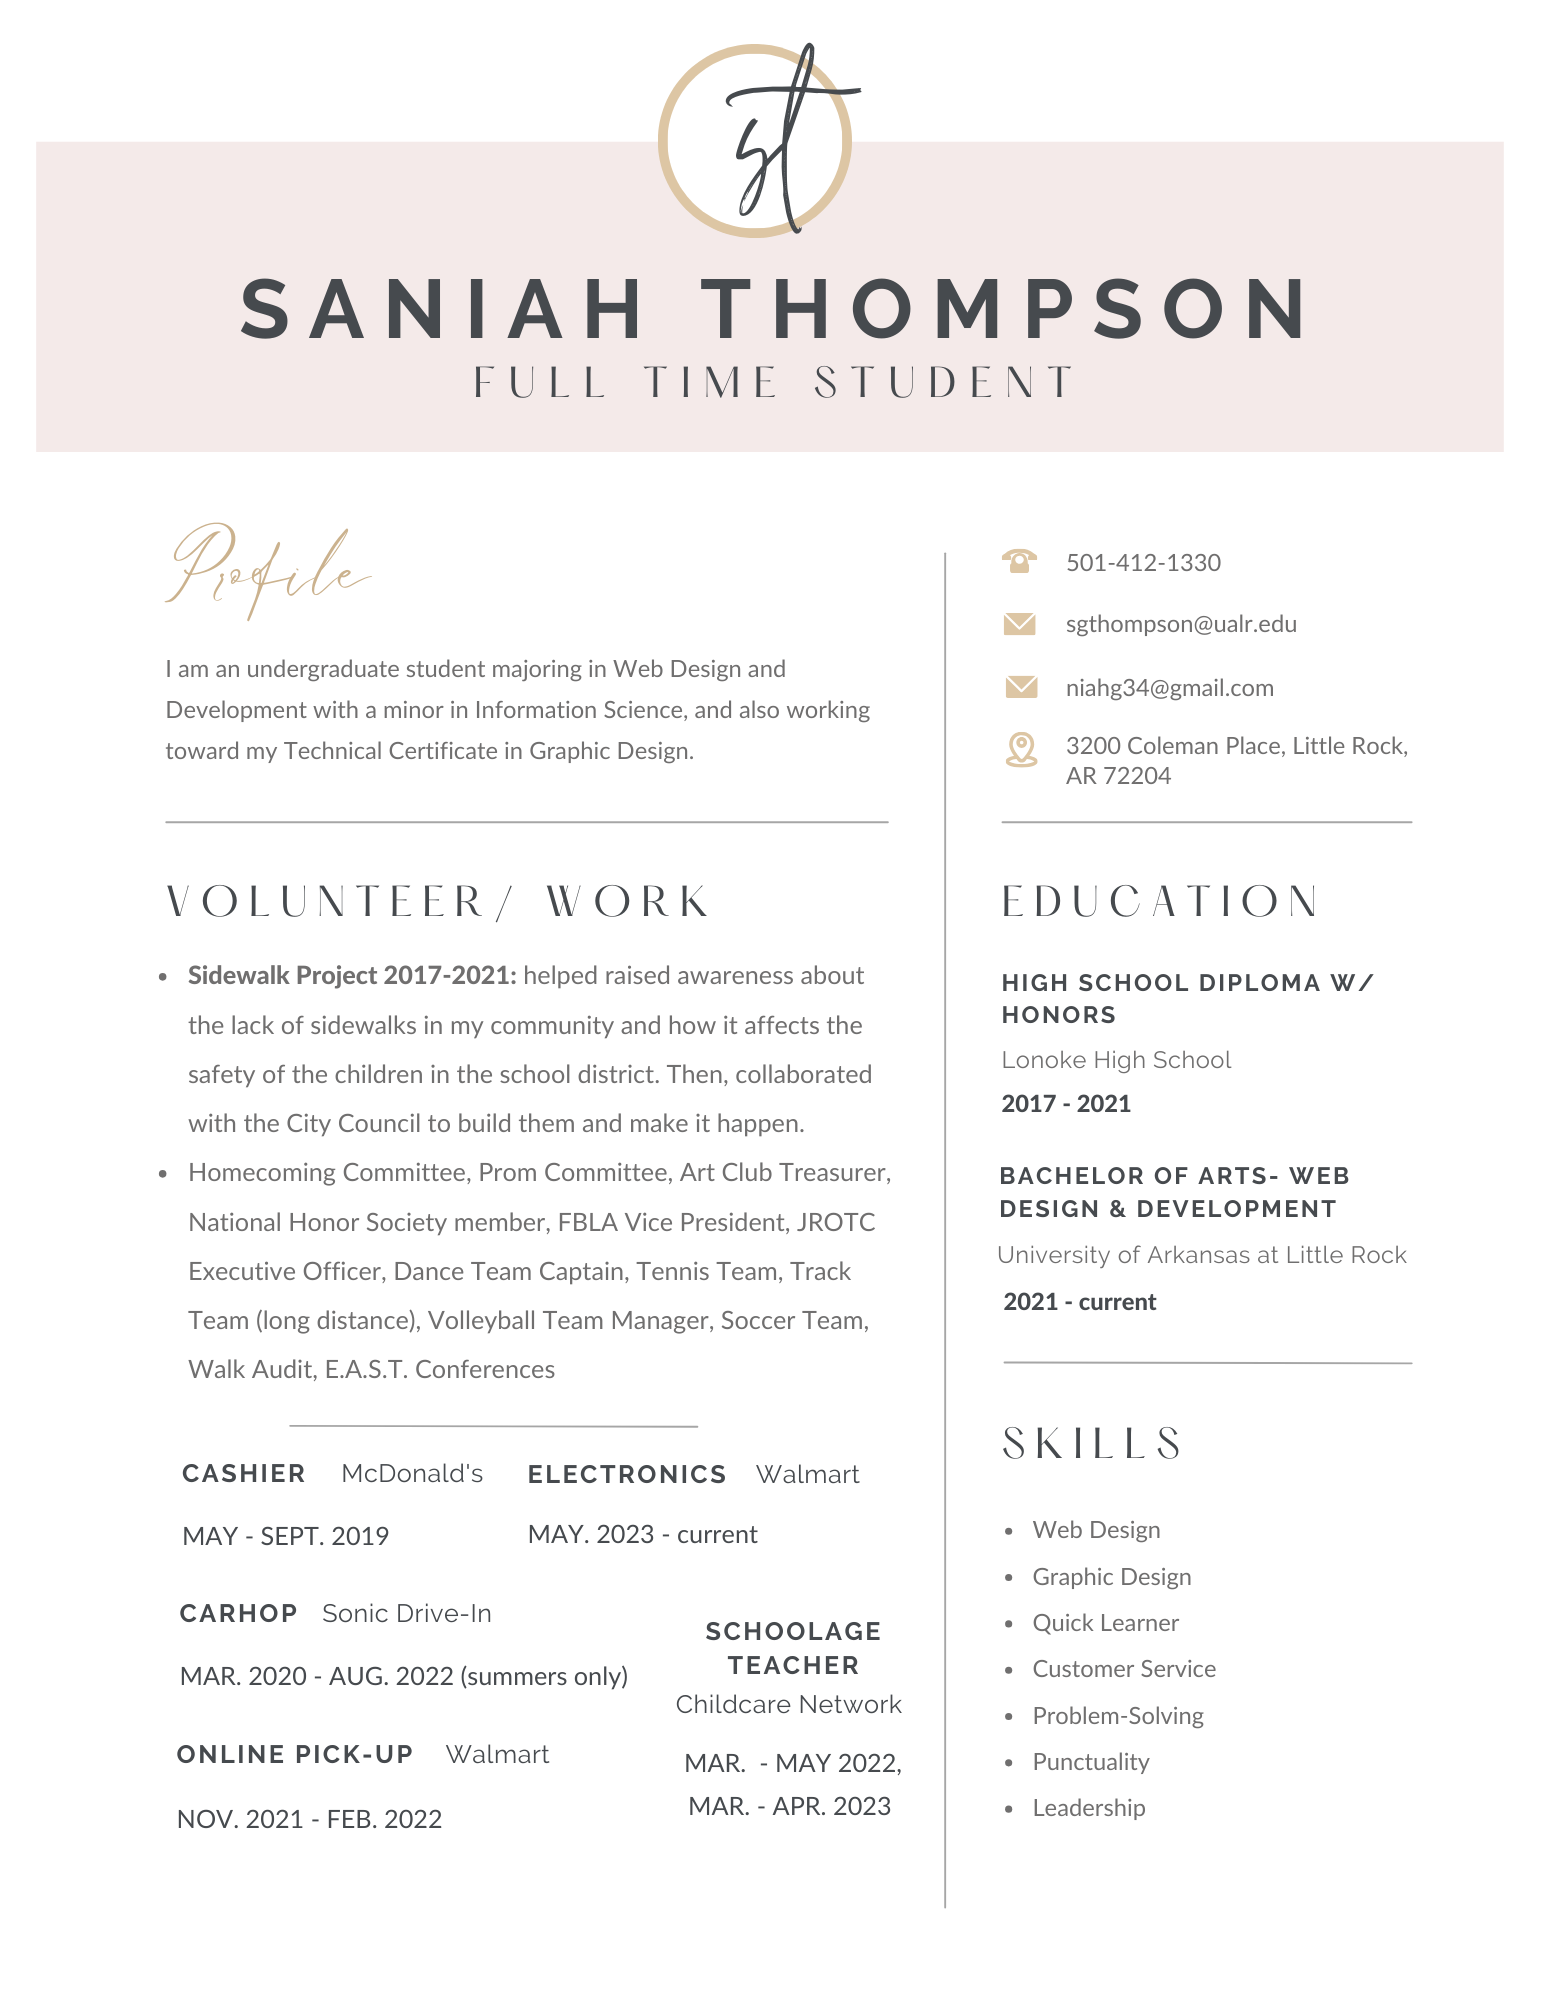 st
SANIAH THOMPSON
FULL TIME STUDENT
Profile
I am an undergraduate student majoring in Web Design and
Development with a minor in Information Science, and also working
toward my Technical Certificate in Graphic Design.
501-412-1330
sgthompson@ualr.edu
niahg34@gmail.com
3200 Coleman Place, Little Rock,
AR 72204
VOLUNTEER/ WORK
• Sidewalk Project 2017-2021: helped raised awareness about
the lack of sidewalks in my community and how it affects the
safety of the children in the school district. Then, collaborated
with the City Council to build them and make it happen.
• Homecoming Committee, Prom Committee, Art Club Treasurer,
National Honor Society member, FBLA Vice President, JROTC
Executive Officer, Dance Team Captain, Tennis Team, Track
Team (long distance), Volleyball Team Manager, Soccer Team,
Walk Audit, E.A.S.T. Conferences
CASHIER McDonald's
MAY - SEPT. 2019
ELECTRONICS Walmart
MAY. 2023 - current
CARHOP Sonic Drive-In
MAR. 2020 - AUG. 2022 (summers only)
ONLINE PICK-UP Walmart
NOV. 2021 - FEB. 2022
SCHOOLAGE
TEACHER
Childcare Network
MAR. - MAY 2022,
MAR. - APR. 2023
EDUCATION
HIGH SCHOOL DIPLOMA W/
HONORS
Lonoke High School
2017 - 2021
BACHELOR OF ARTS- WEB
DESIGN & DEVELOPMENT
University of Arkansas at Little Rock
2021 - current
SKILLS
• Web Design
• Graphic Design
• Quick Learner
• Customer Service
• Problem-Solving
• Punctuality
• Leadership